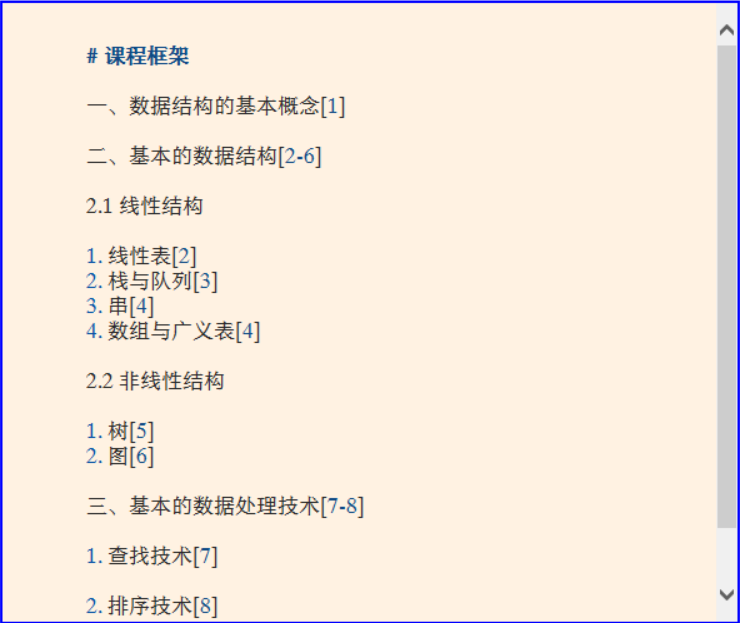 # 课程框架
一、数据结构的基本概念[1]
二、基本的数据结构[2-6]
2.1 线性结构
1. 线性表[2]
2. 栈与队列[3]
3. 串[4]
4. 数组与广义表[4]
2.2 非线性结构
1. 树[5]
2. 图[6]
三、基本的数据处理技术[7-8]
1. 查找技术[7]
2. 排序技术[8]